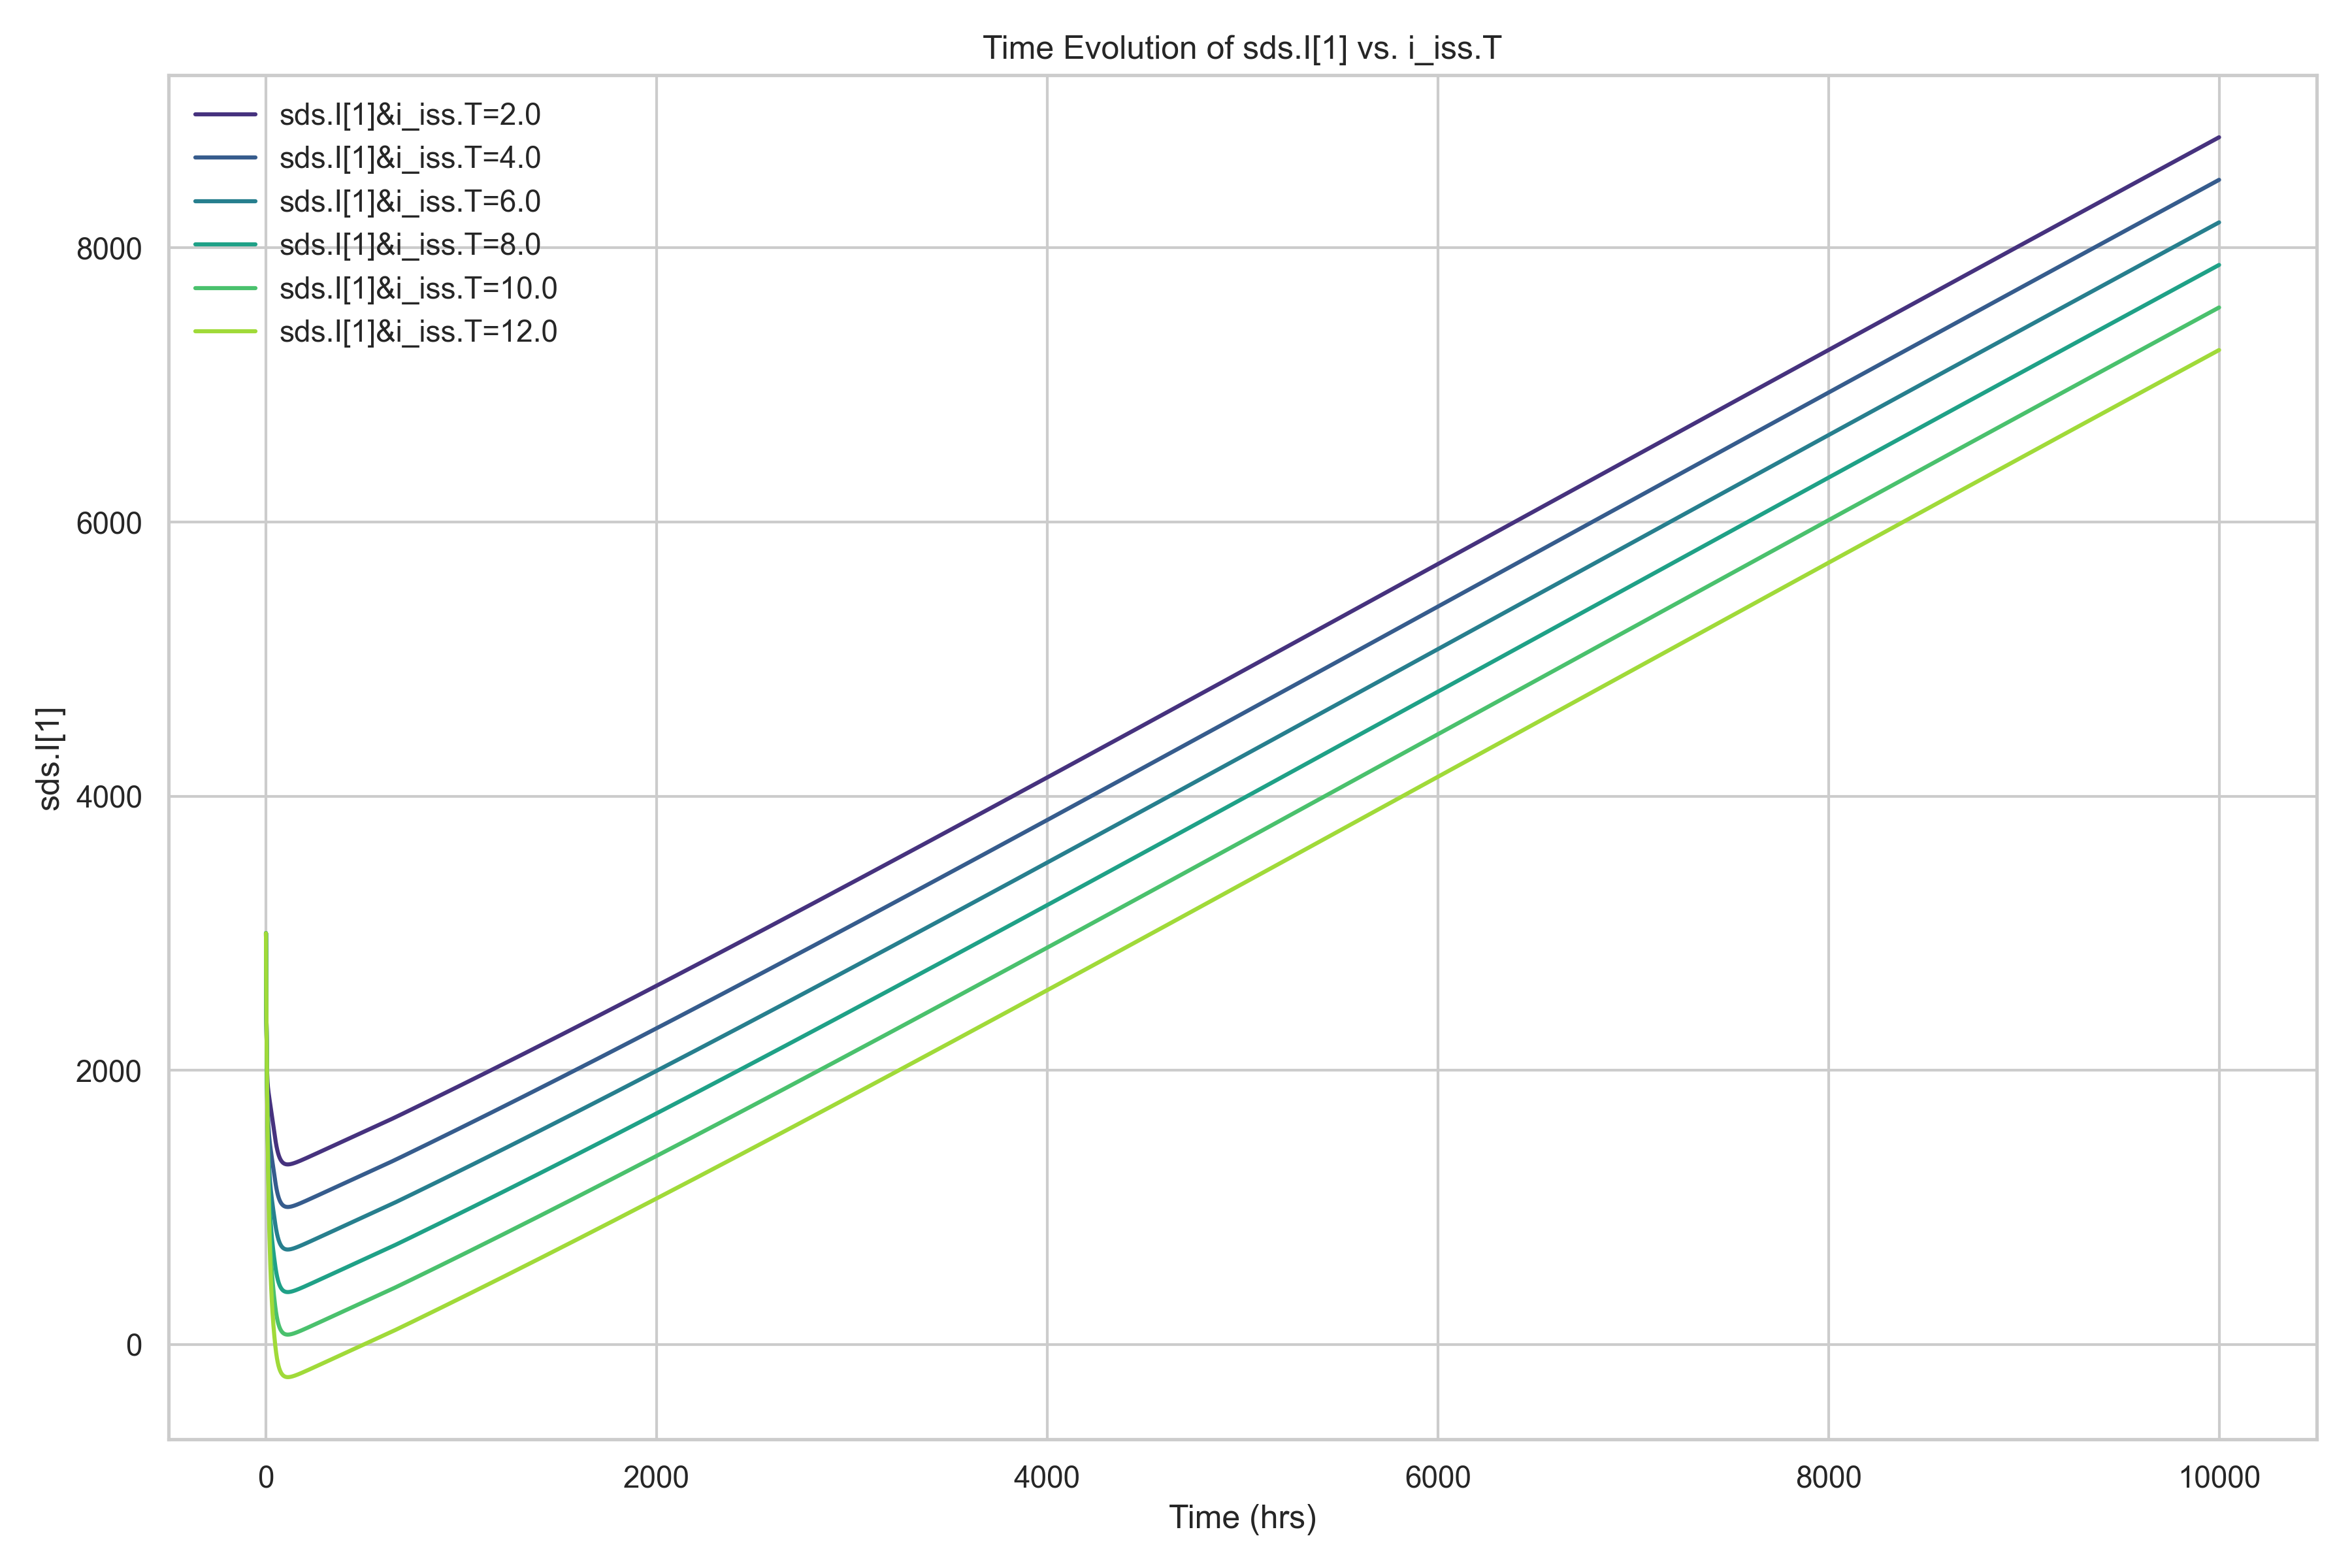 Time Evolution of sds.I[1] vs. i_iss.T
sds.I[1]&i_iss.T=2.0
sds.I[1]&i_iss.T=4.0
sds.I[1]&i_iss.T=6.0
sds.I[1]&i_iss.T=8.0
sds.I[1]&i_iss.T=10.0
sds.I[1]&i_iss.T=12.0
sds.I[1]
8000
6000
4000
2000
0
0 2000 4000 6000 8000 10000
Time (hrs)